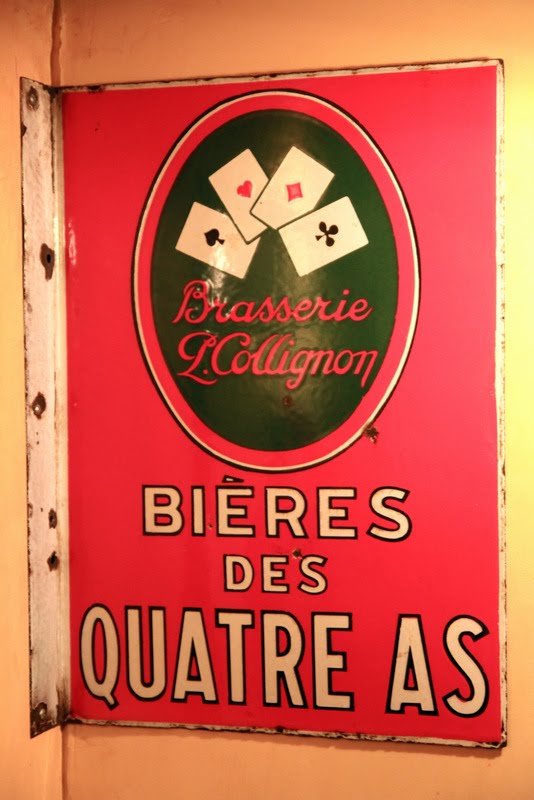 Brasserie
P. Collignon
BIÈRES
DES
QUATRE AS